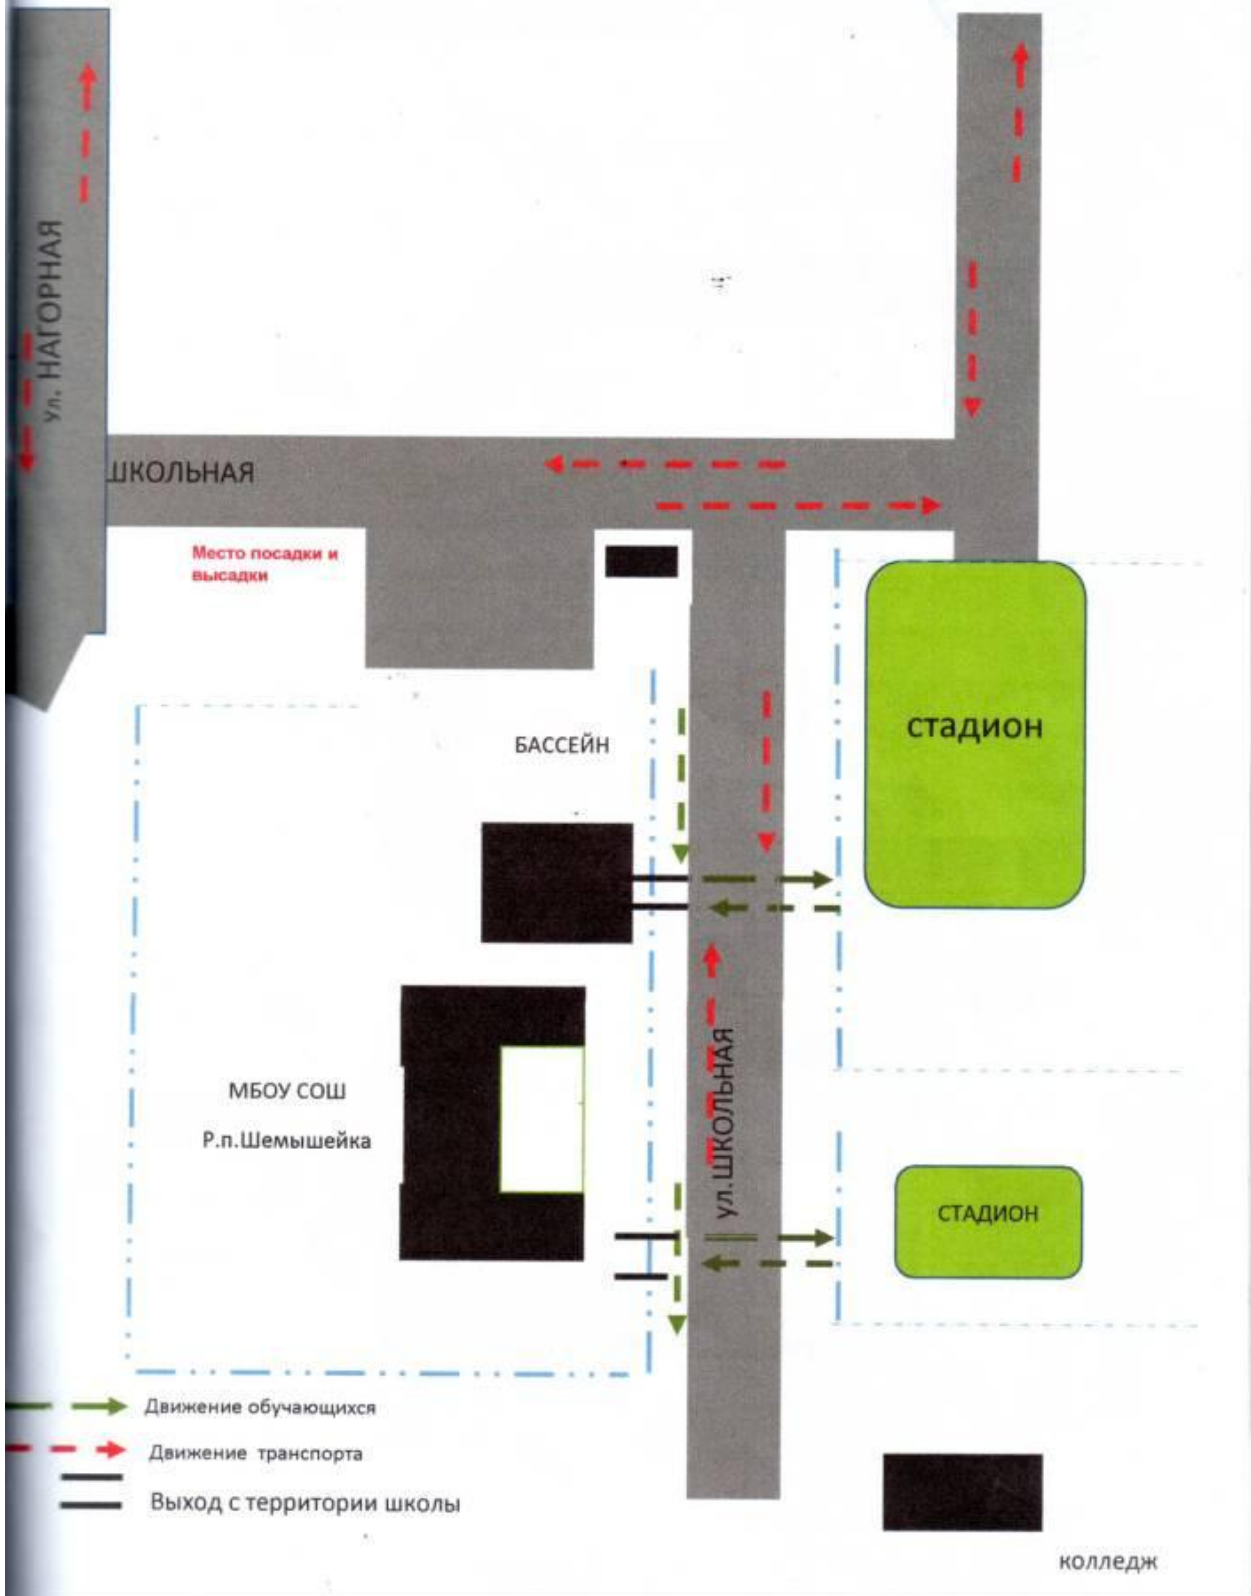 ул. НАГОРНАЯ
ШКОЛЬНАЯ
Место посадки и
высадки
БАССЕЙН
стадион
МБОУ СОШ
Р.п.Шемышейка
ул.ШКОЛЬНАЯ
СТАДИОН
Движение обучающихся
Движение транспорта
Выход с территории школы
колледж